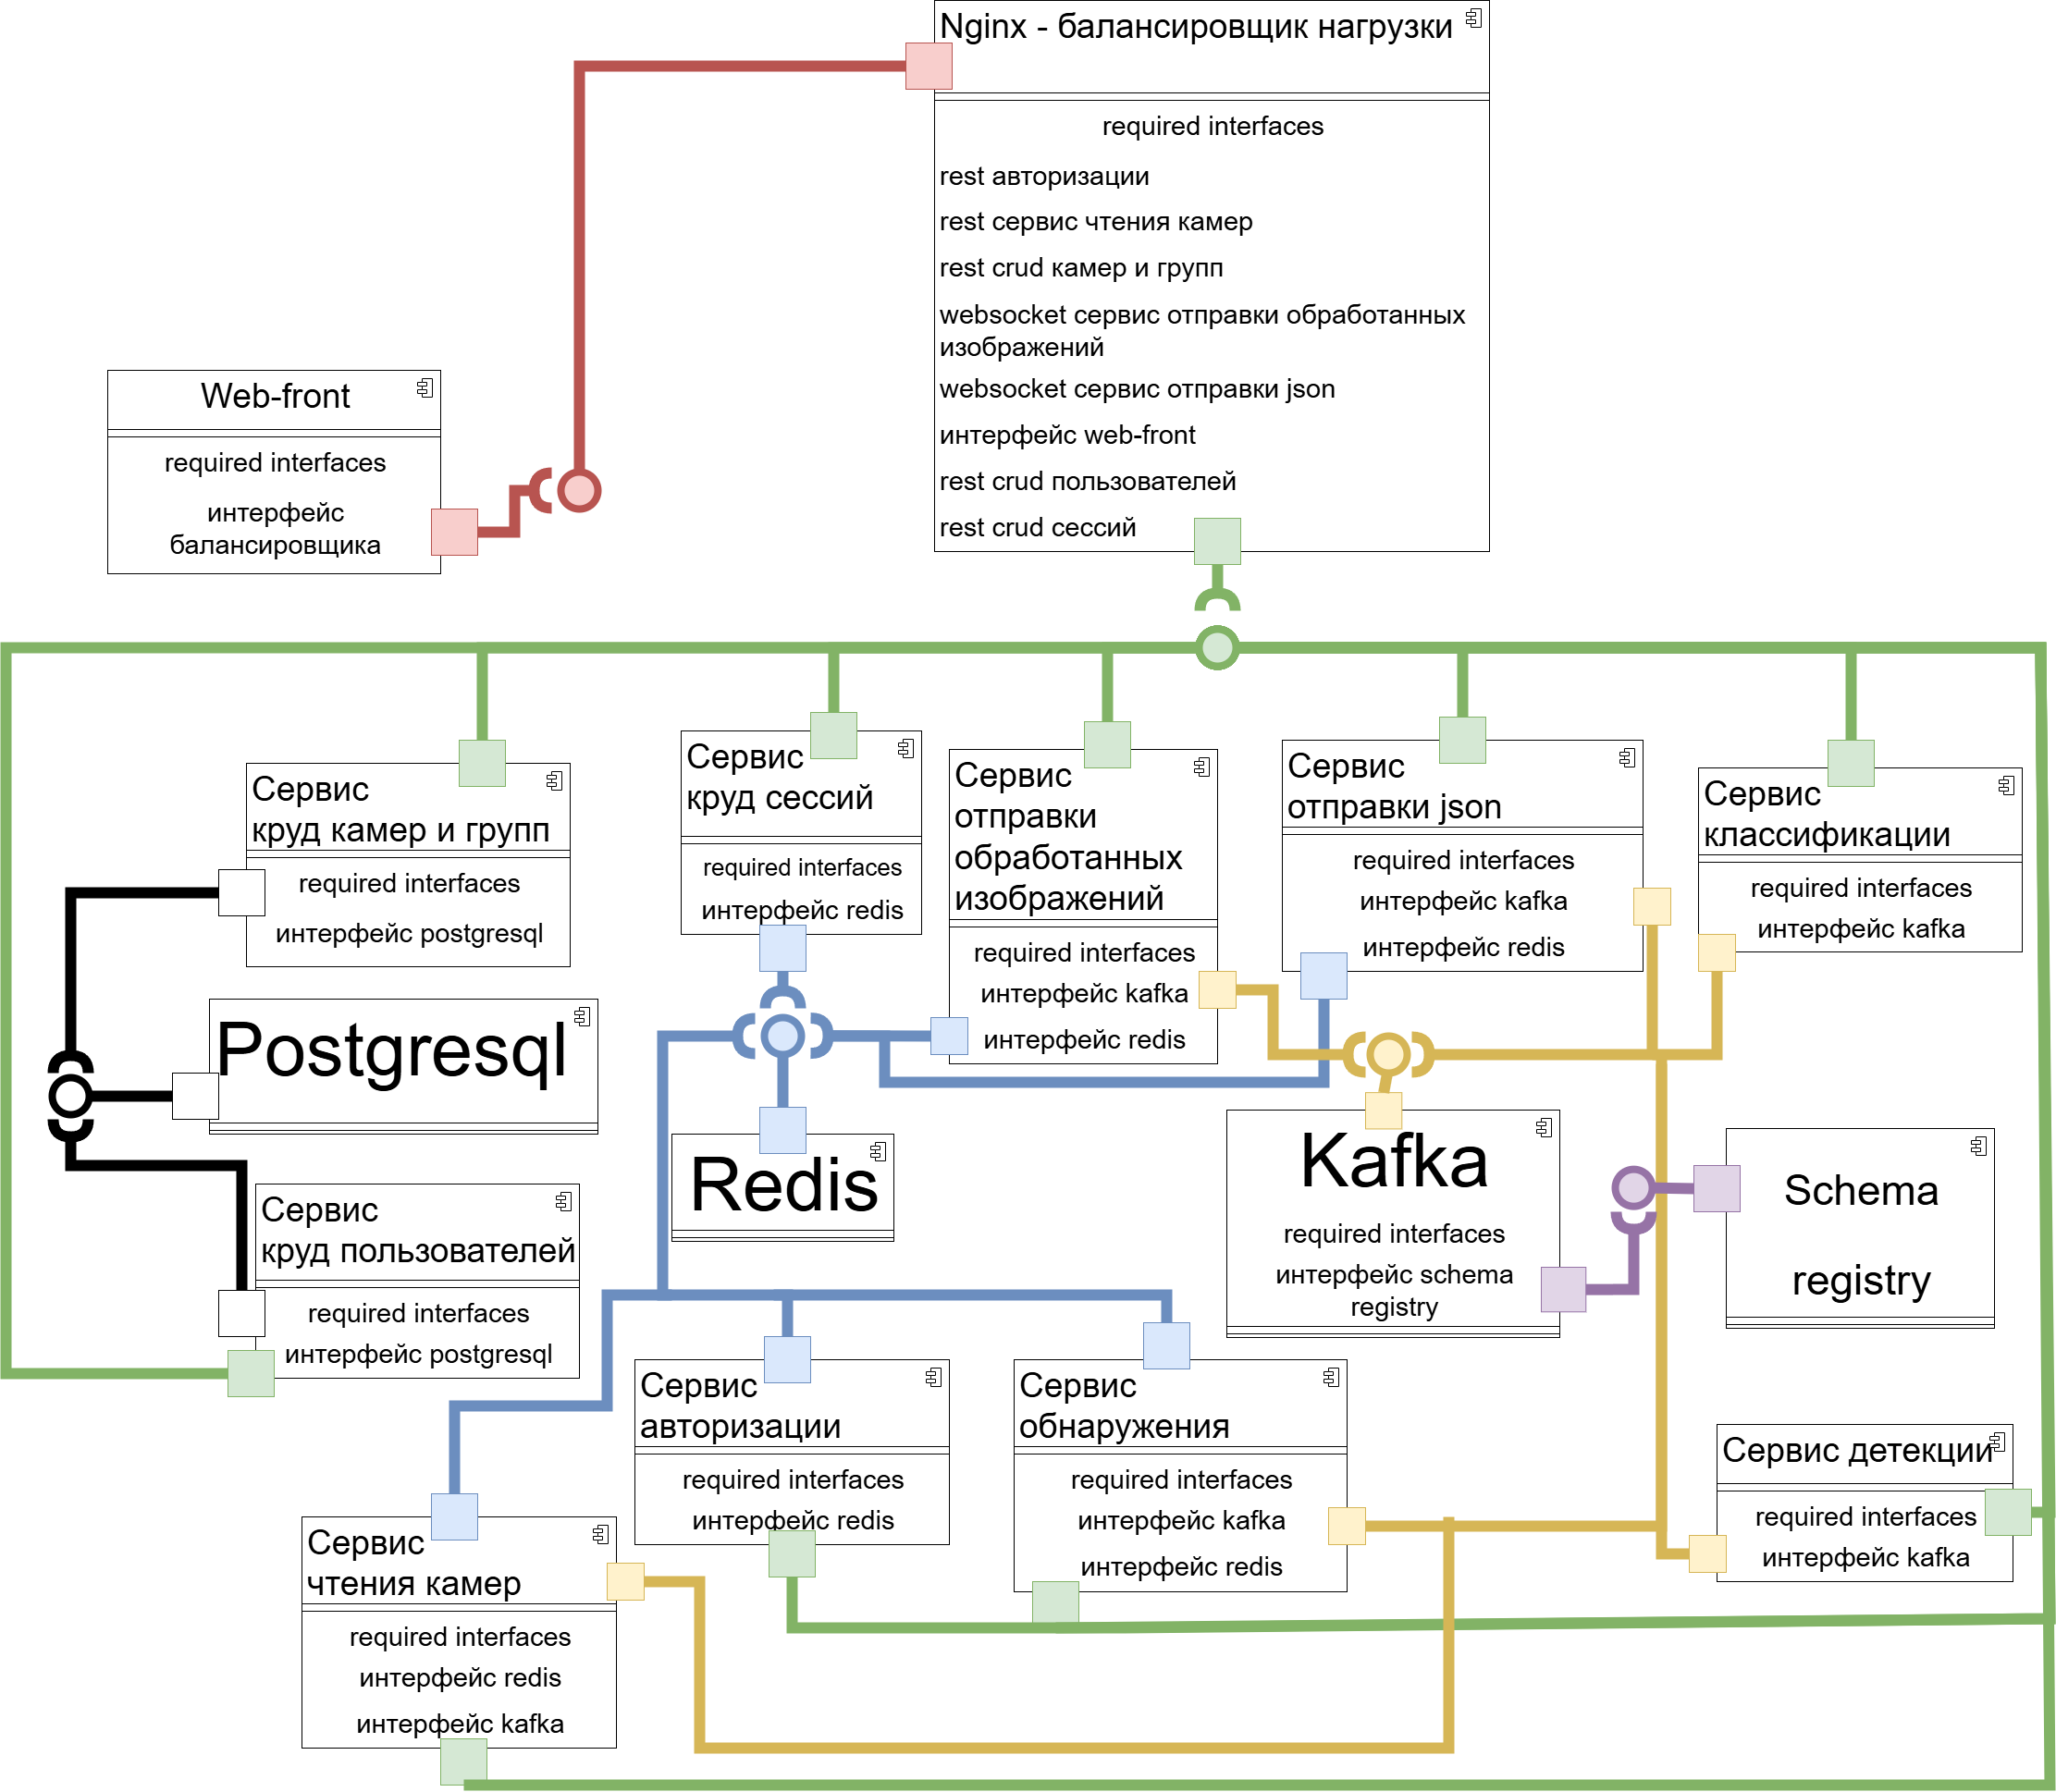 Nginx - балансировщик нагрузки
required interfaces
rest авторизации
rest сервис чтения камер
rest crud камер и групп
websocket сервис отправки обработанных
изображений
websocket сервис отправки json
интерфейс web-front
rest crud пользователей
rest crud сессий
Web-front
required interfaces
интерфейс
балансировщика
Сервис
круд камер и групп
required interfaces
интерфейс postgresql
Сервис
круд сессий
required interfaces
интерфейс redis
Сервис
отправки
обработанных
изображений
required interfaces
интерфейс kafka
интерфейс redis
Сервис
отправки json
required interfaces
интерфейс kafka
интерфейс redis
Сервис
классификации
required interfaces
интерфейс kafka
Postgresql
Redis
Kafka
required interfaces
интерфейс schema
registry
Schema
registry
Сервис
круд пользователей
required interfaces
интерфейс postgresql
Сервис
авторизации
required interfaces
интерфейс redis
Сервис
обнаружения
required interfaces
интерфейс kafka
интерфейс redis
Сервис детекции
required interfaces
интерфейс kafka
Сервис
чтения камер
required interfaces
интерфейс redis
интерфейс kafka